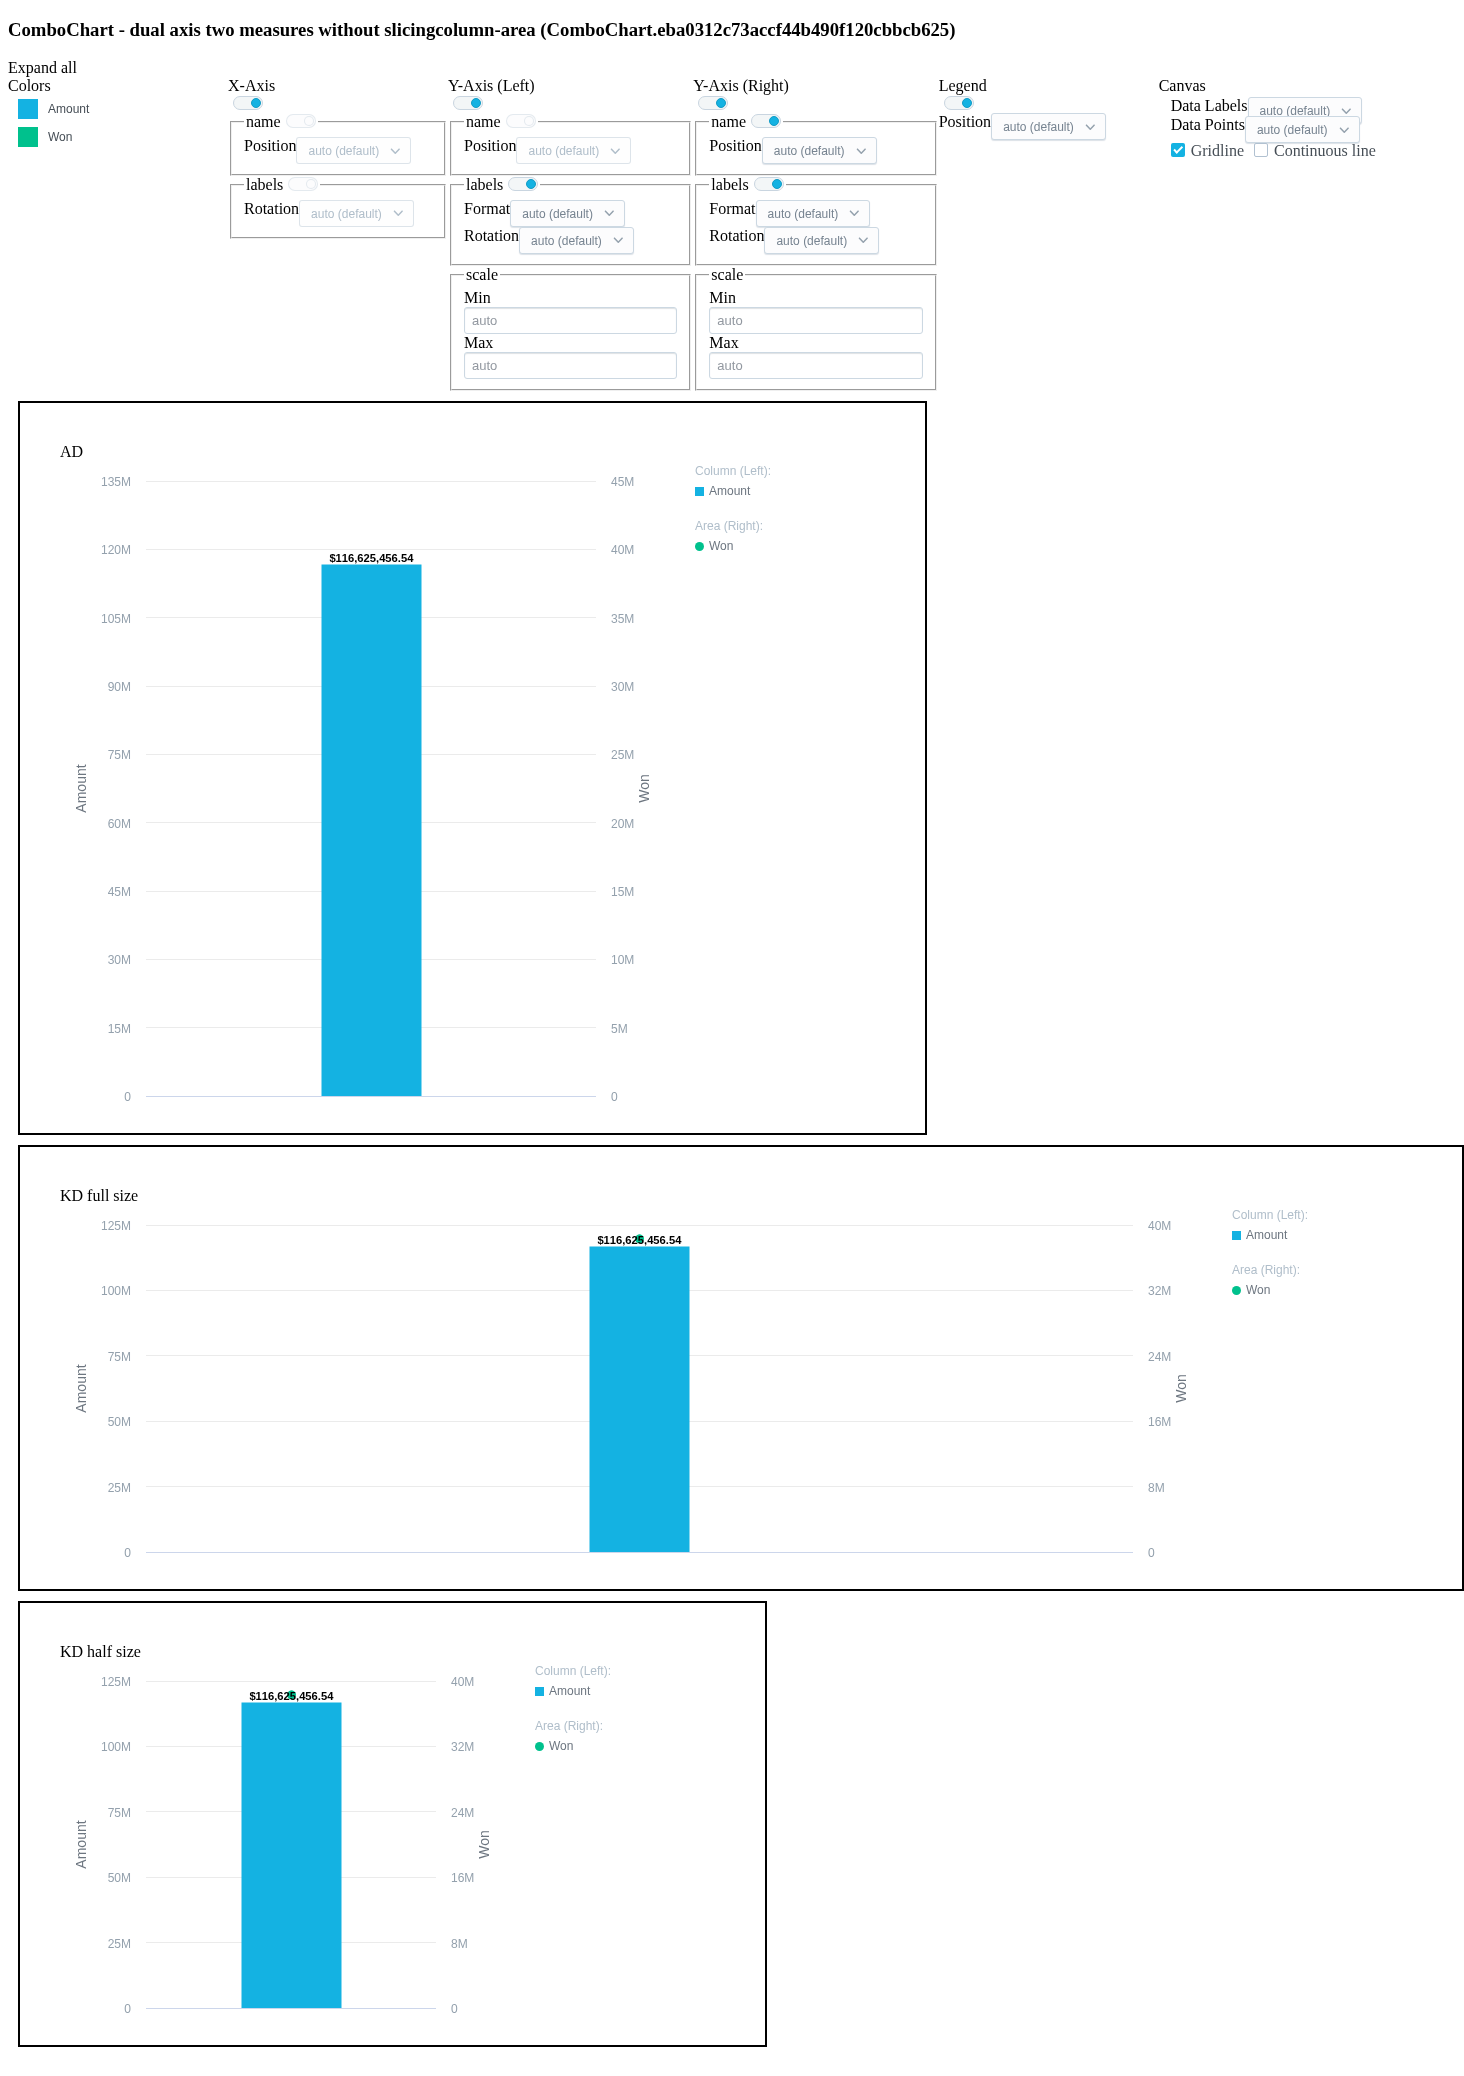 ComboChart - dual axis two measures without slicingcolumn-area (ComboChart.eba0312c73accf44b490f120cbbcb625)
Expand all
Colors
Amount
Won
X-Axis
name
Position auto (default)
labels
Rotation auto (default)
Y-Axis (Left)
name
Position auto (default)
labels
Format auto (default)
Rotation auto (default)
scale
Min
auto
Max
auto
Y-Axis (Right)
name
Position auto (default)
labels
Format auto (default)
Rotation auto (default)
scale
Min
auto
Max
auto
Legend
Position auto (default)
Canvas
Data Labels auto (default)
Data Points auto (default)
Gridline Continuous line
AD
135M
120M
105M
90M
75M
60M
45M
30M
15M
0
Amount
$116,625,456.54
45M
40M
35M
30M
25M
20M
15M
10M
5M
0
Won
Column (Left):
Amount
Area (Right):
Won
KD full size
125M
100M
75M
50M
25M
0
Amount
$116,625,456.54
40M
32M
24M
16M
8M
0
Won
Column (Left):
Amount
Area (Right):
Won
KD half size
125M
100M
75M
50M
25M
0
Amount
$116,625,456.54
40M
32M
24M
16M
8M
0
Won
Column (Left):
Amount
Area (Right):
Won